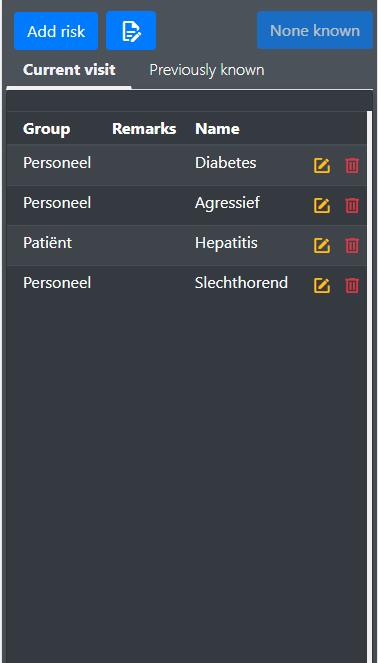 Add risk
None known
Current visit Previously known
Group Remarks Name
Personeel Diabetes
Personeel Agressief
Patiënt Hepatitis
Personeel Slechthorend